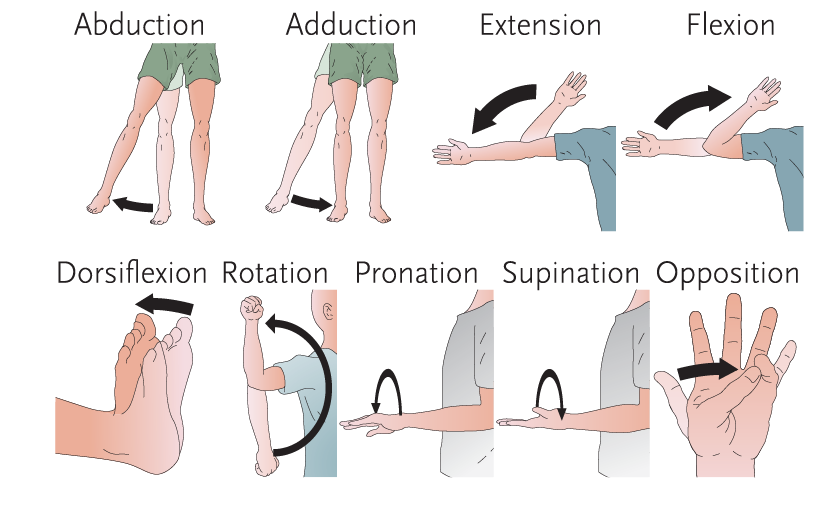 Abduction
Adduction
Extension
Flexion
Dorsiflexion
Rotation
Pronation
Supination
Opposition